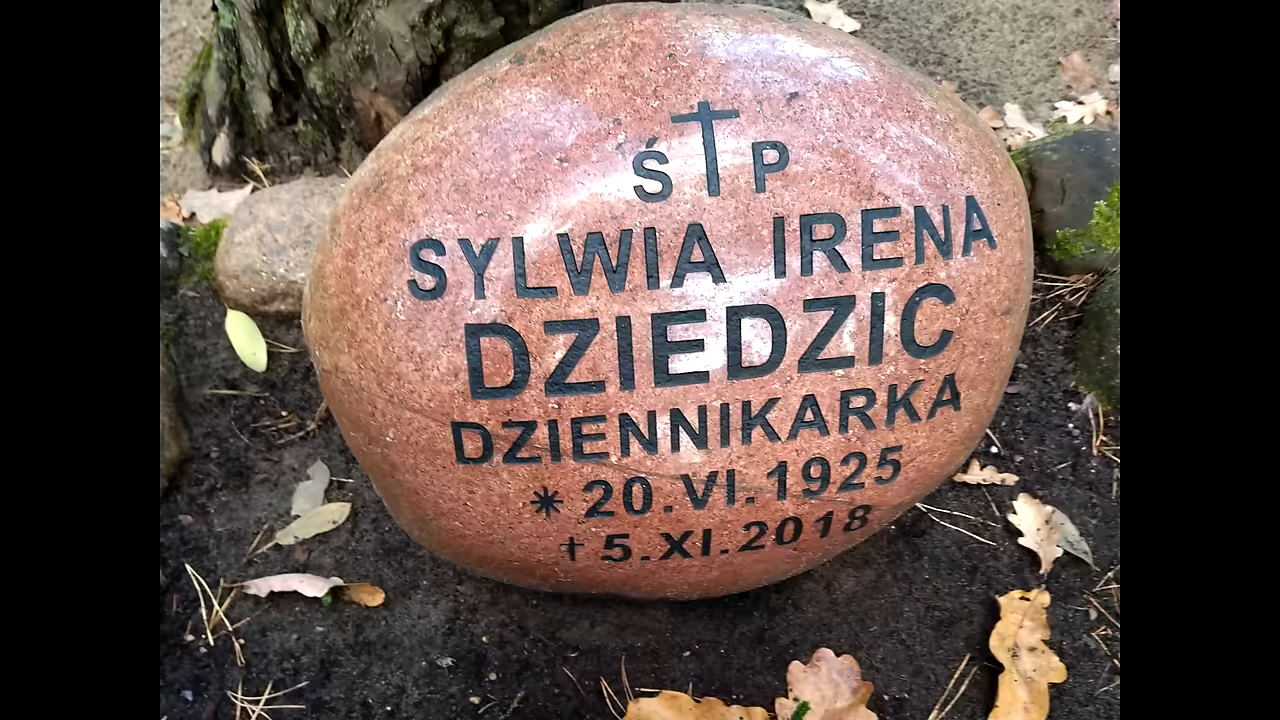 Ś † P
SYLWIA IRENA
DZIEDZIC
DZIENNIKARKA
* 20.VI.1925
† 5.XI.2018